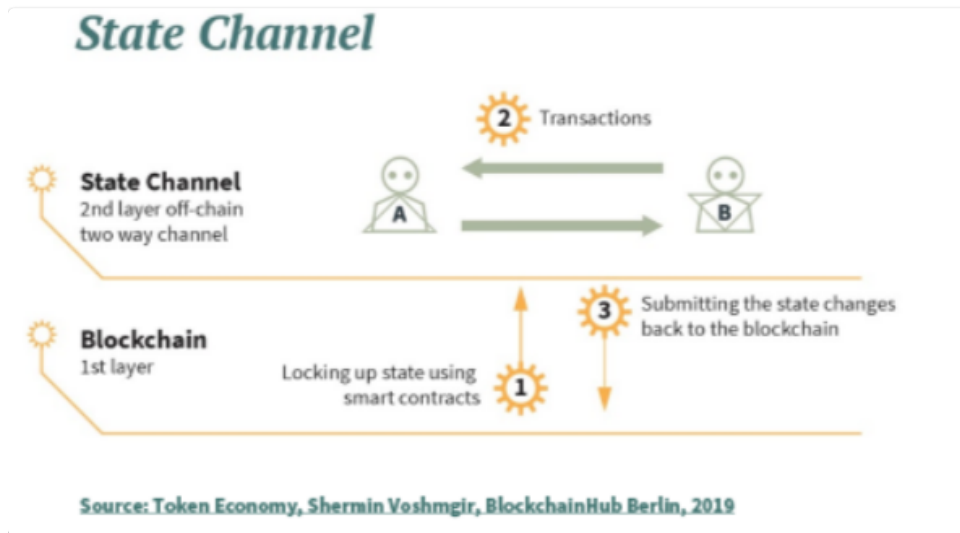 State Channel
2
Transactions
State Channel
2nd layer off-chain
two way channel
A
B
3
Submitting the state changes
back to the blockchain
Blockchain
1st layer
Locking up state using
smart contracts
1
Source: Token Economy, Shermin Voshmgir, BlockchainHub Berlin, 2019